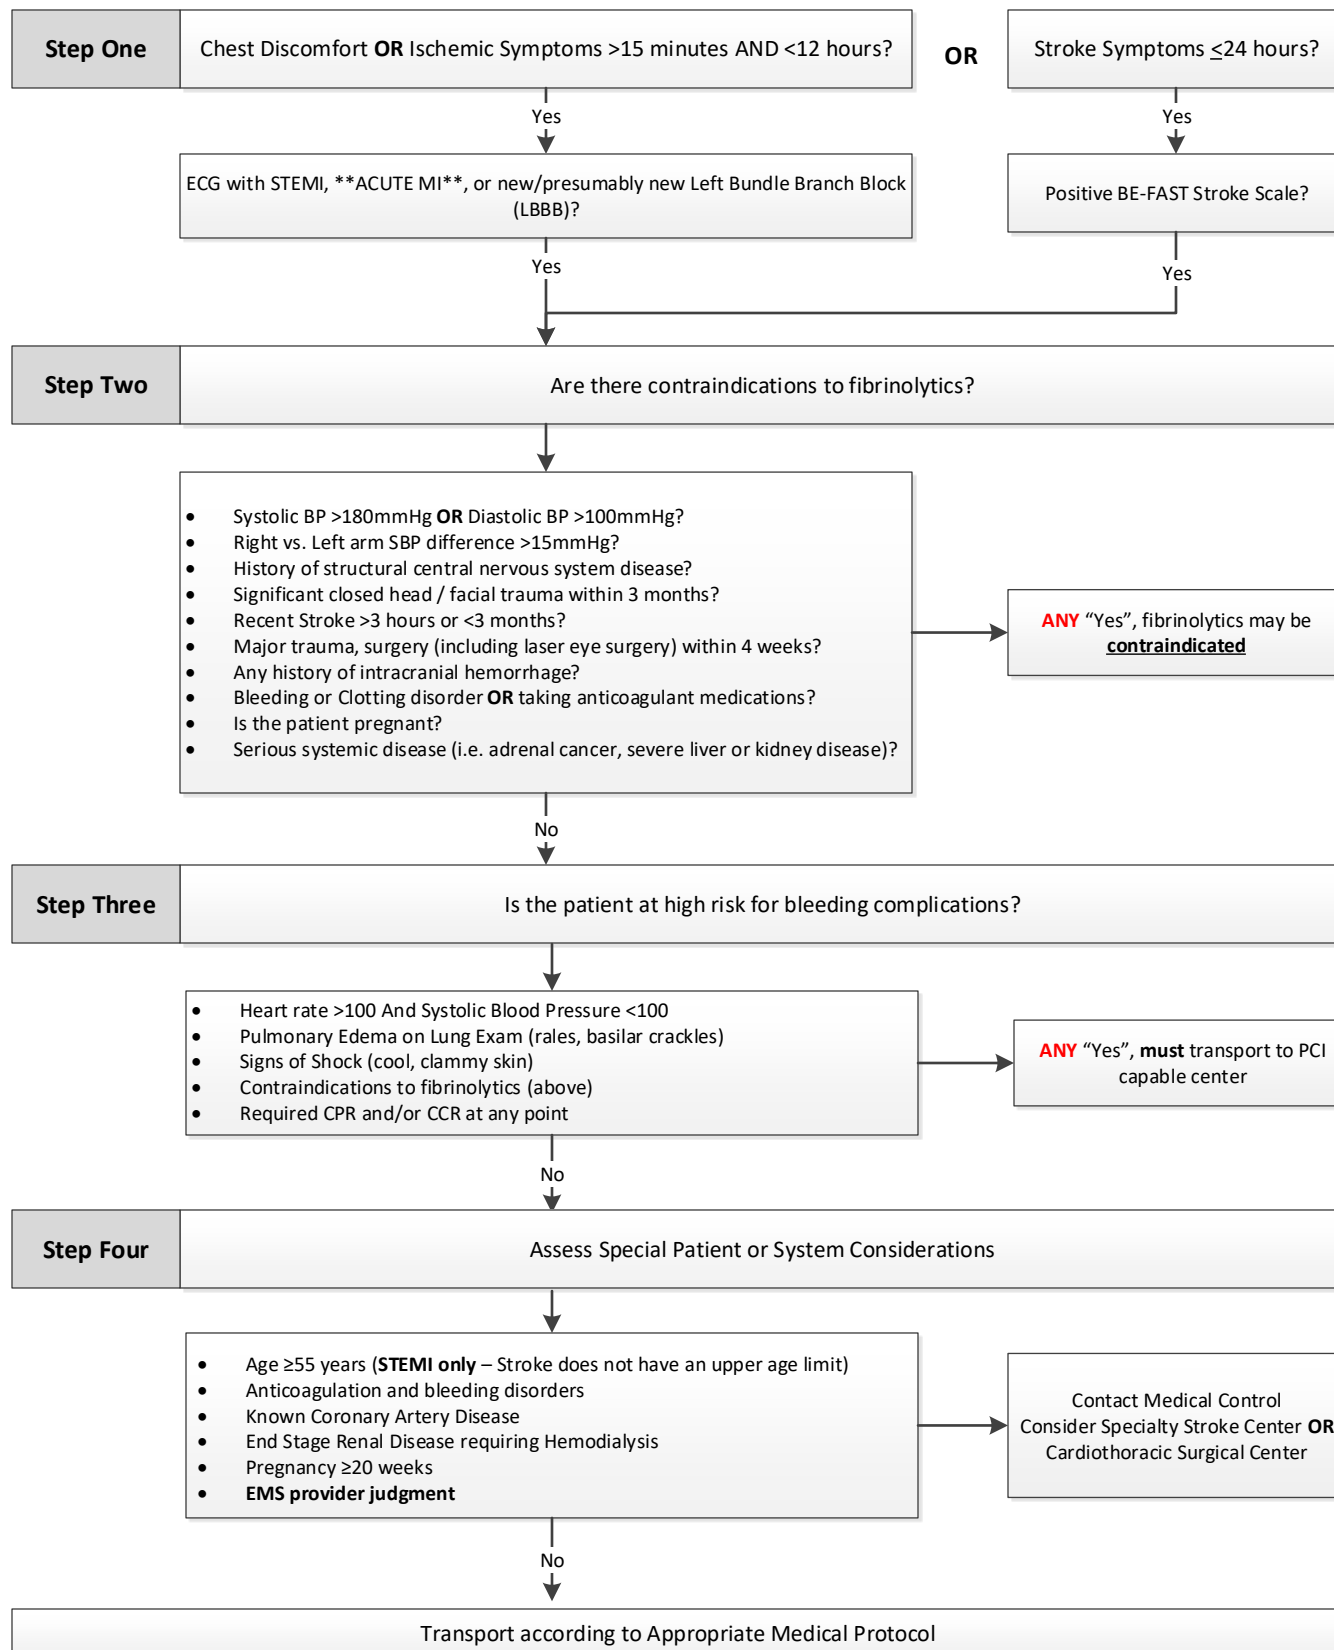 Step One
Chest Discomfort OR Ischemic Symptoms >15 minutes AND <12 hours?
OR
Stroke Symptoms ≤24 hours?
Yes
Yes
ECG with STEMI, **ACUTE MI**, or new/presumably new Left Bundle Branch Block
(LBBB)?
Positive BE-FAST Stroke Scale?
Yes
Yes
Step Two
Are there contraindications to fibrinolytics?
• Systolic BP >180mmHg OR Diastolic BP >100mmHg?
• Right vs. Left arm SBP difference >15mmHg?
• History of structural central nervous system disease?
• Significant closed head / facial trauma within 3 months?
• Recent Stroke >3 hours or <3 months?
• Major trauma, surgery (including laser eye surgery) within 4 weeks?
• Any history of intracranial hemorrhage?
• Bleeding or Clotting disorder OR taking anticoagulant medications?
• Is the patient pregnant?
• Serious systemic disease (i.e. adrenal cancer, severe liver or kidney disease)?
ANY “Yes”, fibrinolytics may be
contraindicated
No
Step Three
Is the patient at high risk for bleeding complications?
• Heart rate >100 And Systolic Blood Pressure <100
• Pulmonary Edema on Lung Exam (rales, basilar crackles)
• Signs of Shock (cool, clammy skin)
• Contraindications to fibrinolytics (above)
• Required CPR and/or CCR at any point
ANY “Yes”, must transport to PCI
capable center
No
Step Four
Assess Special Patient or System Considerations
• Age ≥55 years (STEMI only – Stroke does not have an upper age limit)
• Anticoagulation and bleeding disorders
• Known Coronary Artery Disease
• End Stage Renal Disease requiring Hemodialysis
• Pregnancy ≥20 weeks
• EMS provider judgment
Contact Medical Control
Consider Specialty Stroke Center OR
Cardiothoracic Surgical Center
No
Transport according to Appropriate Medical Protocol